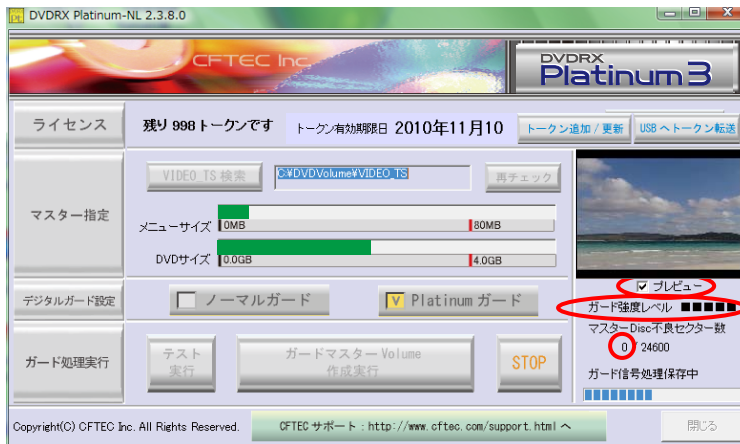 DVDRX Platinum-NL 2.3.8.0
CFTEC Inc.
DVDRX
Platinum 3
ライセンス
残り 998 トークンです
トークン有効期限日 2010年11月10
トークン追加 / 更新
USB へトークン転送
マスター指定
VIDEO_TS 検索
C:¥DVDVolume¥VIDEO_TS
再チェック
メニューサイズ
0MB
80MB
DVDサイズ
0.0GB
4.0GB
プレビュー
デジタルガード設定
ノーマルガード
V Platinum ガード
ガード強度レベル ■■■■■
マスターDisc不良セクター数
0 / 24600
ガード処理実行
テスト
実行
ガードマスター Volume
作成実行
STOP
ガード信号処理保存中
Copyright(C) CFTEC Inc. All Rights Reserved.
CFTEC サポート : http://www.cftec.com/support.html へ
閉じる